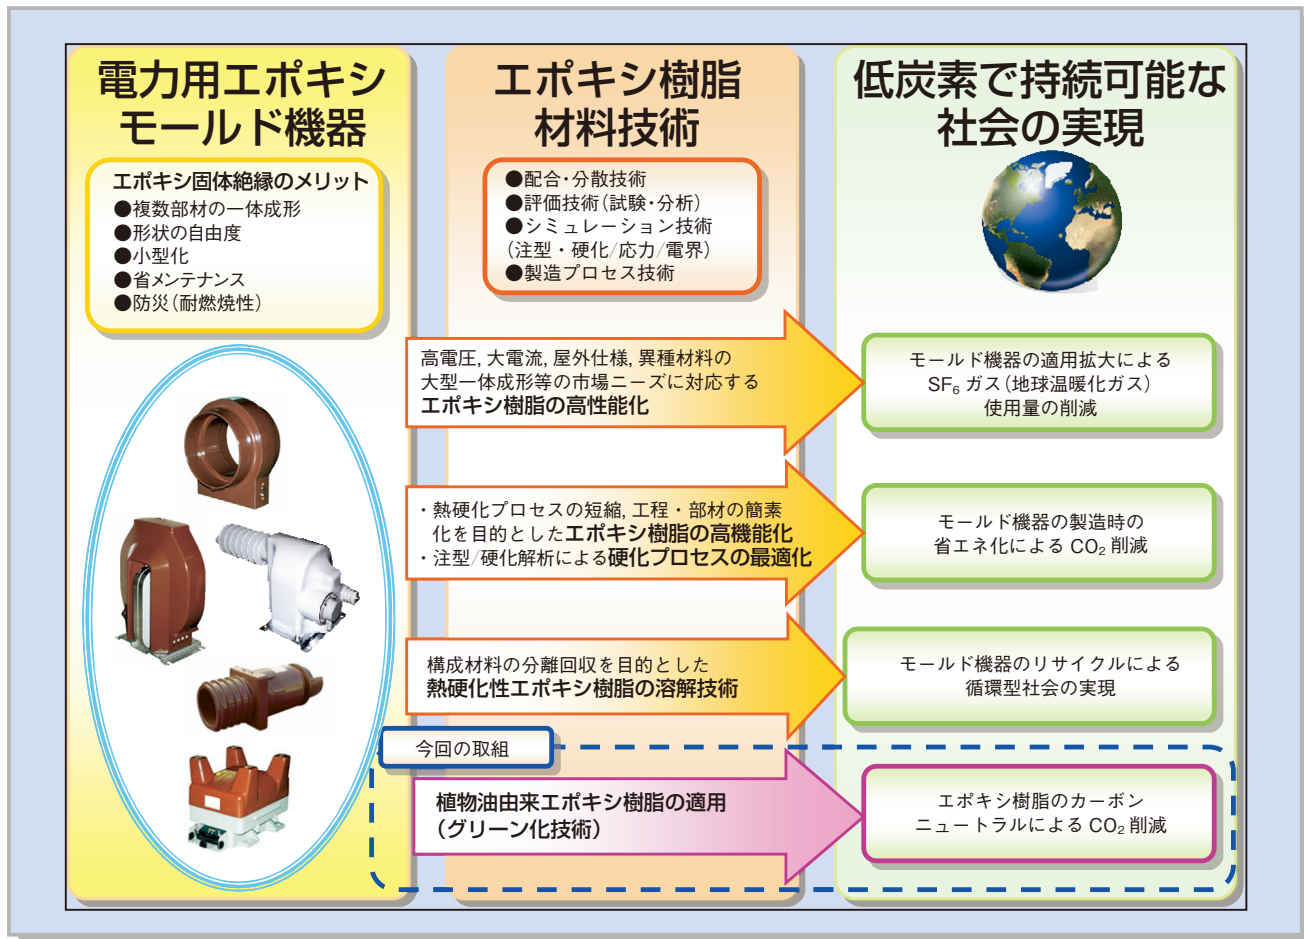 電力用エポキシ
モールド機器
エポキシ固体絶縁のメリット
●複数部材の一体成形
●形状の自由度
●小型化
●省メンテナンス
●防災(耐燃焼性)
エポキシ樹脂
材料技術
●配合・分散技術
●評価技術(試験・分析)
●シミュレーション技術
(注型・硬化/応力/電界)
●製造プロセス技術
低炭素で持続可能な
社会の実現
高電圧, 大電流, 屋外仕様, 異種材料の
大型一体成形等の市場ニーズに対応する
エポキシ樹脂の高性能化
モールド機器の適用拡大による
SF₆ ガス(地球温暖化ガス)
使用量の削減
・熱硬化プロセスの短縮, 工程・部材の簡素
化を目的としたエポキシ樹脂の高機能化
・注型/硬化解析による硬化プロセスの最適化
モールド機器の製造時の
省エネ化による CO₂ 削減
構成材料の分離回収を目的とした
熱硬化性エポキシ樹脂の溶解技術
モールド機器のリサイクルによる
循環型社会の実現
今回の取組
植物油由来エポキシ樹脂の適用
(グリーン化技術)
エポキシ樹脂のカーボン
ニュートラルによる CO₂ 削減